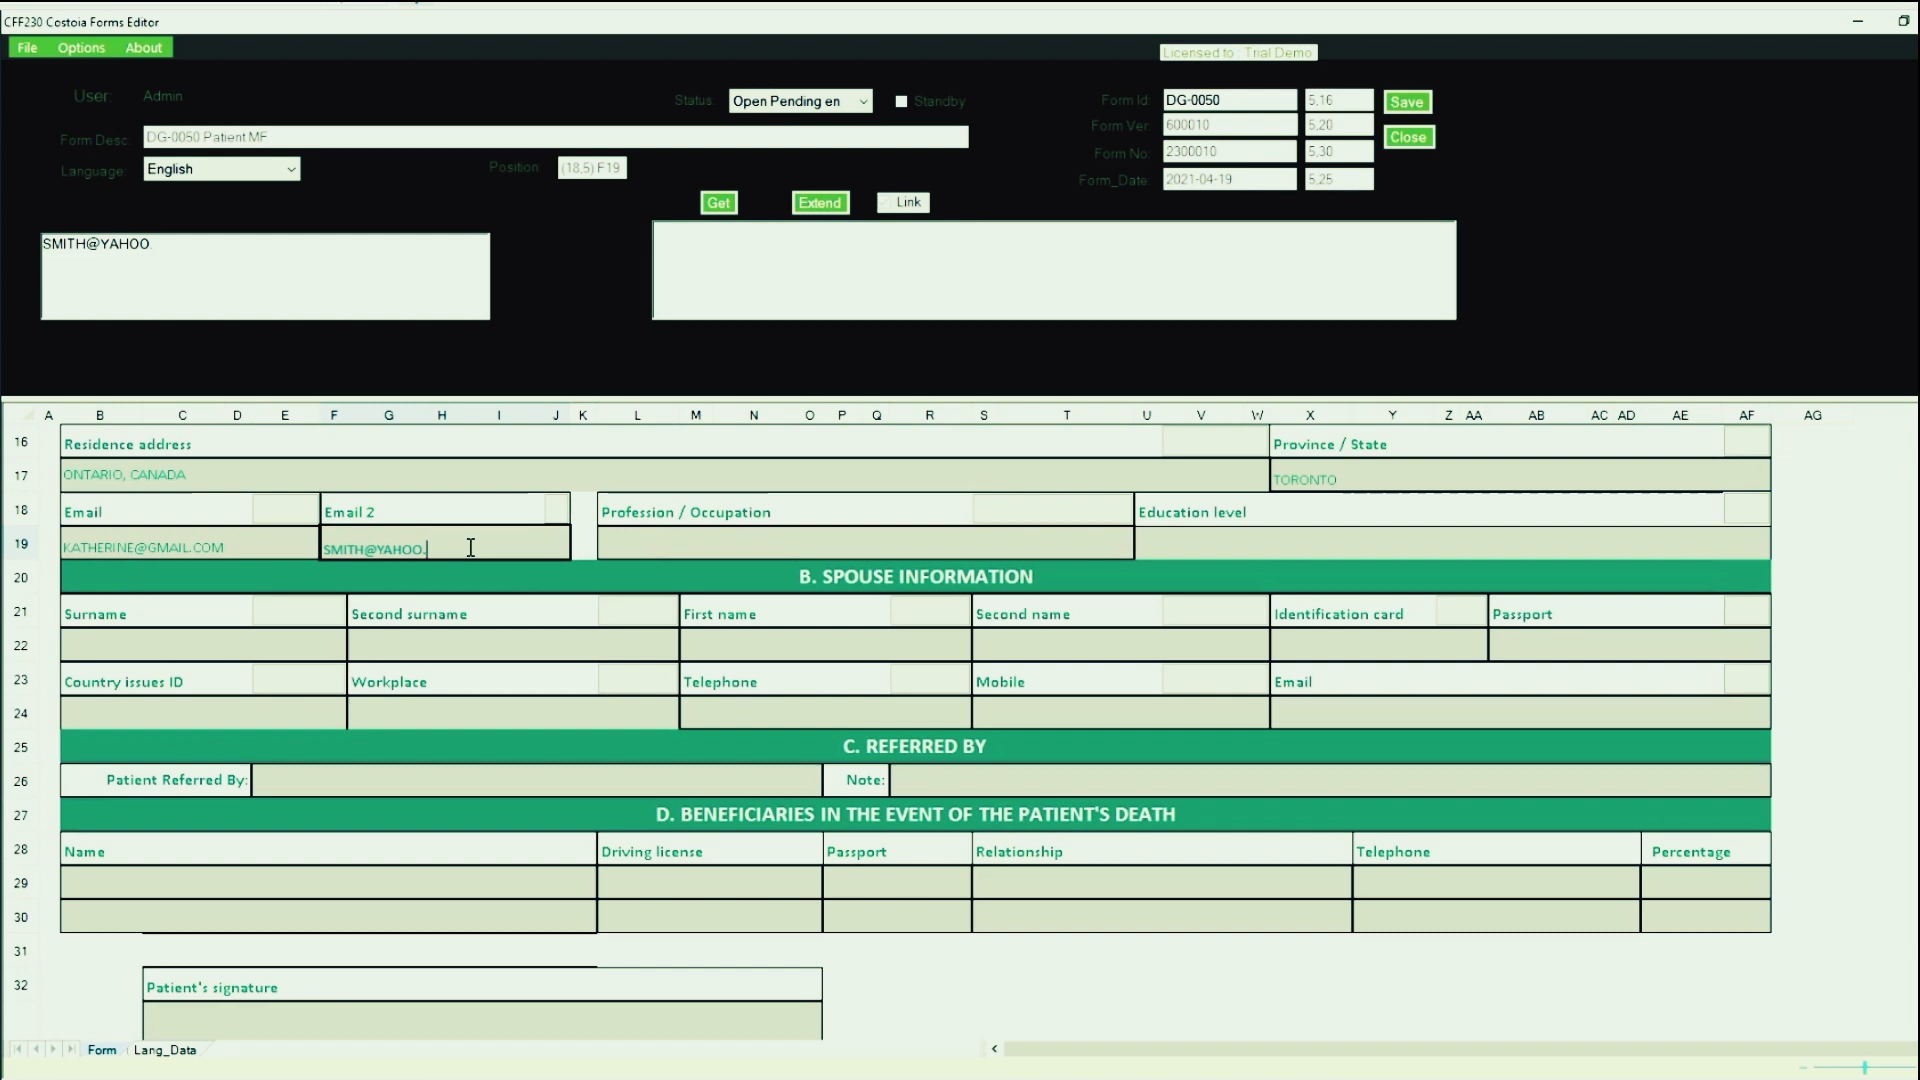 CFF230 Costoia Forms Editor
File Options About
Licensed to Trial Demo
User: Admin
Status: Open Pending en Standby
Form Id: DG-0050 5,16 Save
Form Desc: DG-0050 Patient MF
Form Ver: 600010 5,20
Close
Language: English
Position: (18,5) F19
Form No: 2300010 5,30
Form_Date: 2021-04-19 5,25
Get Extend Link
SMITH@YAHOO.
A B C D E F G H I J K L M N O P Q R S T U V W X Y Z AA AB AC AD AE AF AG
16 Residence address Province / State
17 ONTARIO, CANADA TORONTO
18 Email Email 2 Profession / Occupation Education level
19 KATHERINE@GMAIL.COM SMITH@YAHOO.
20 B. SPOUSE INFORMATION
21 Surname Second surname First name Second name Identification card Passport
22
23 Country issues ID Workplace Telephone Mobile Email
24
25 C. REFERRED BY
26 Patient Referred By: Note:
27 D. BENEFICIARIES IN THE EVENT OF THE PATIENT'S DEATH
28 Name Driving license Passport Relationship Telephone Percentage
29
30
31
32 Patient's signature
Form Lang_Data